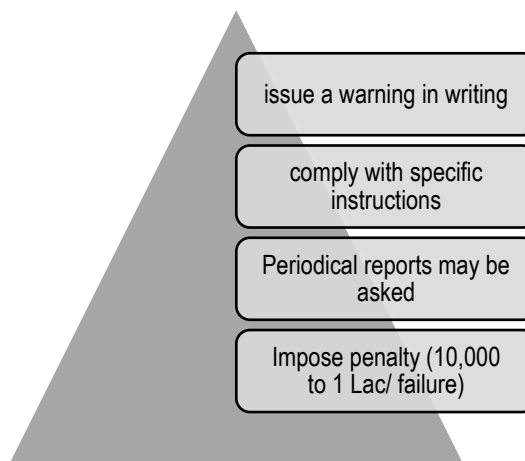 issue a warning in writing
comply with specific
instructions
Periodical reports may be
asked
Impose penalty (10,000
to 1 Lac/ failure)